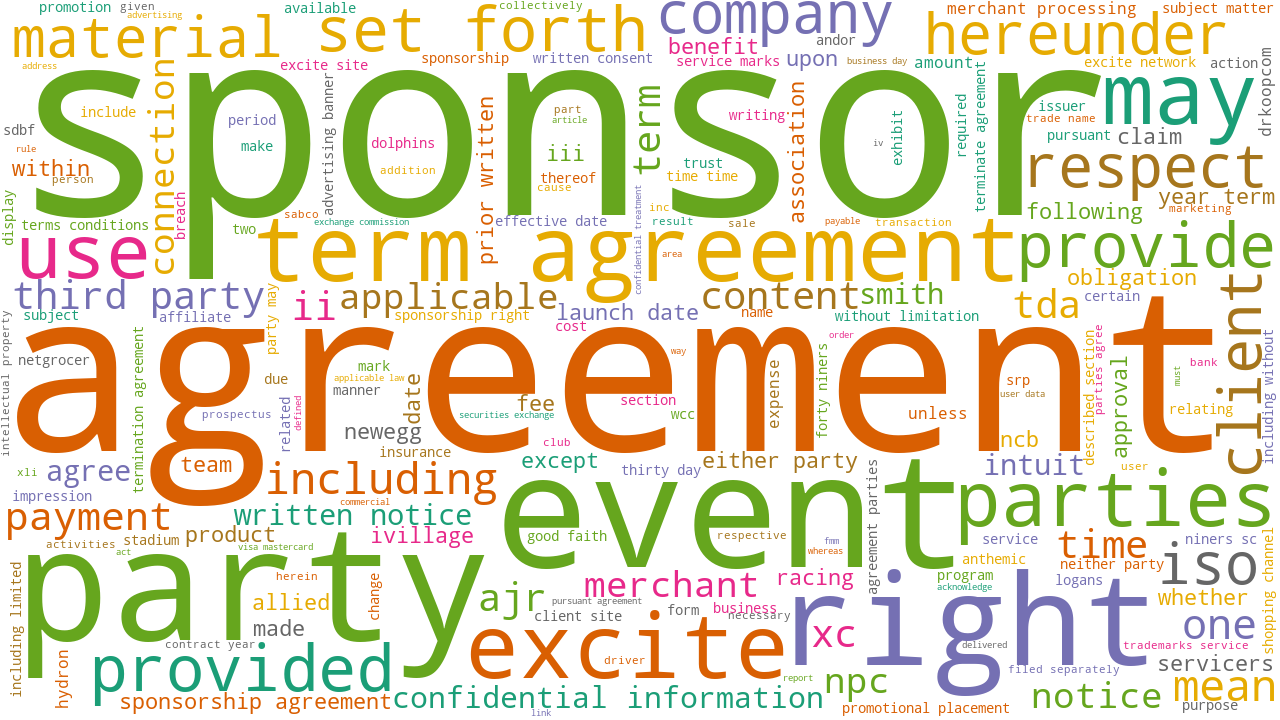 promotion given
advertising
available
collectively
company
merchant processing
subject matter
material
set forth
hereunder
address
excite site
sponsorship
written consent
benefit
service marks
upon
andor
business day
amount
excite network
action
sponsor
may
include
connection
advertising banner
period
make
dolphins
addition
prior written
part
article
iii
term
writing
association
iv
exhibit
required
terminate agreement
issuer
trade name
pursuant
claim
drkoopcom
sdbf
rule
within
person
thereof
cause
trust
time time
respect
year term
display
terms conditions
breach
sabco
two
exchange commission
effective date
confidential treatment
inc
result
sale
payable
transaction
following
marketing
use
term agreement
area
provide
third party
ii
applicable
content
smith
obligation
tda
certain
client
subject
affiliate
party may
sponsorship right
launch date
cost
name
without limitation
order
intellectual property
netgrocer
termination agreement
agreement
mark
applicable law
manner
due
date
way
expense
forty niners
srp
user data
described section
parties agree
approval
bank
must
relating
including without
prospectus
related
defined
fee
securities exchange
section
wcc
unless
newegg
insurance
club
ncb
xli
agree
team
including
except
thirty day
either party
intuit
user
impression
commercial
event
parties
payment
written notice
activities
stadium
product
act
visa mastercard
ivillage
good faith
respective
fmm
whereas
agreement parties
service
anthemic
time
niners sc
neither party
iso
shopping channel
party
herein
allied
change
ajr
pursuant agreement
merchant
racing
program
acknowledge
logans
whether
including limited
made
client site
form
business
necessary
right
xc
one
contract year
excite
driver
delivered
trademarks service
servicers
hydron
provided
report
npc
filed separately
notice
mean
sponsorship agreement
confidential information
link
promotional placement
purpose